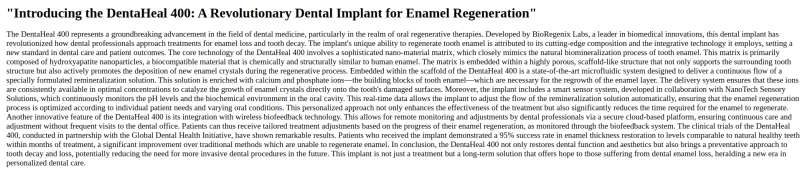 "Introducing the DentaHeal 400: A Revolutionary Dental Implant for Enamel Regeneration"
The DentaHeal 400 represents a groundbreaking advancement in the field of dental medicine, particularly in the realm of oral regenerative therapies. Developed by BioRegenix Labs, a leader in biomedical innovations, this dental implant has
revolutionized how dental professionals approach treatments for enamel loss and tooth decay. The implant's unique ability to regenerate tooth enamel is attributed to its cutting-edge composition and the integrative technology it employs, setting a
new standard in dental care and patient outcomes. The core technology of the DentaHeal 400 involves a sophisticated nano-material matrix, which closely mimics the natural biomineralization process of enamel. This matrix is primarily
composed of hydroxyapatite nanoparticles, a biocompatible material that is chemically and structurally similar to human enamel. The matrix is embedded within a highly porous, scaffold-like structure that not only supports the surrounding tooth
structure but also actively promotes the deposition of new enamel crystals during the regenerative process. Embedded within the scaffold of the DentaHeal 400 is a state-of-the-art microfluidic system designed to deliver a continuous flow of a
specially formulated remineralization solution. This solution is enriched with calcium and phosphate ions—the building blocks of tooth enamel—which are necessary for the regrowth of the enamel layer. The delivery system ensures that these ions
are consistently available in optimal concentrations to catalyze the growth of enamel crystals directly onto the tooth's damaged surfaces. Moreover, the implant includes a smart sensor system, developed in collaboration with NanoTech Sensory
Solutions, which continuously monitors the pH levels and the biochemical environment in the oral cavity. This real-time data allows the implant to adjust the flow of the remineralization solution automatically, ensuring that the enamel regeneration
process is optimized according to individual patient needs and varying oral conditions. This personalized approach not only enhances the effectiveness of the treatment but also significantly reduces the time required for the enamel to regenerate.
Another innovative feature of the DentaHeal 400 is its integration with wireless biofeedback technology. This allows for remote monitoring and adjustments by dental professionals via a secure cloud-based platform, ensuring continuous care and
adjustment without frequent visits to the dental office. Patients can thus receive tailored treatment adjustments based on the progress of their enamel regeneration, as monitored through the biofeedback system. The clinical trials of the DentaHeal
400, conducted in partnership with the Global Dental Health Initiative, have shown remarkable results. Patients who received the implant demonstrated a 95% success rate in enamel thickness restoration to levels comparable to natural healthy teeth
within months of treatment, a significant improvement over traditional methods which are unable to regenerate enamel. In conclusion, the DentaHeal 400 not only restores dental function and aesthetics but also brings a preventative approach to
tooth decay and loss, potentially reducing the need for more invasive dental procedures in the future. This implant is not just a treatment but a long-term solution that offers hope to those suffering from dental enamel loss, heralding a new era in
personalized dental care.